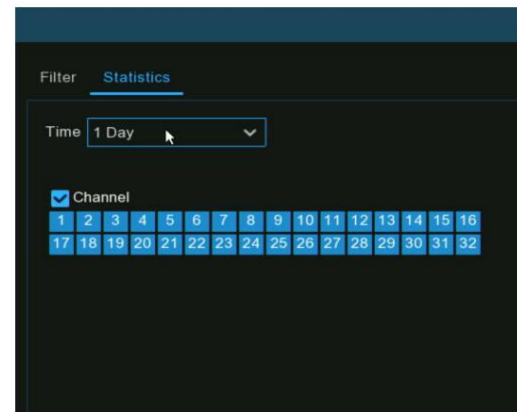 Filter Statistics
Time 1 Day
Channel
1 2 3 4 5 6 7 8 9 10 11 12 13 14 15 16
17 18 19 20 21 22 23 24 25 26 27 28 29 30 31 32